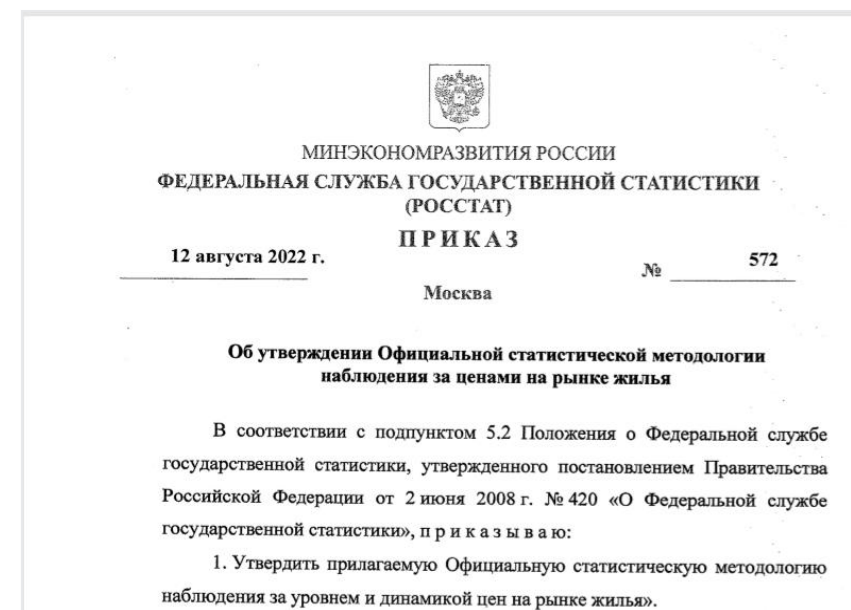 МИНЭКОНОМРАЗВИТИЯ РОССИИ
ФЕДЕРАЛЬНАЯ СЛУЖБА ГОСУДАРСТВЕННОЙ СТАТИСТИКИ
(РОССТАТ)
ПРИКАЗ
12 августа 2022 г. № 572
Москва
Об утверждении Официальной статистической методологии
наблюдения за ценами на рынке жилья
В соответствии с подпунктом 5.2 Положения о Федеральной службе
государственной статистики, утвержденного постановлением Правительства
Российской Федерации от 2 июня 2008 г. № 420 «О Федеральной службе
государственной статистики», п р и к а з ы в а ю:
1. Утвердить прилагаемую Официальную статистическую методологию
наблюдения за уровнем и динамикой цен на рынке жилья».